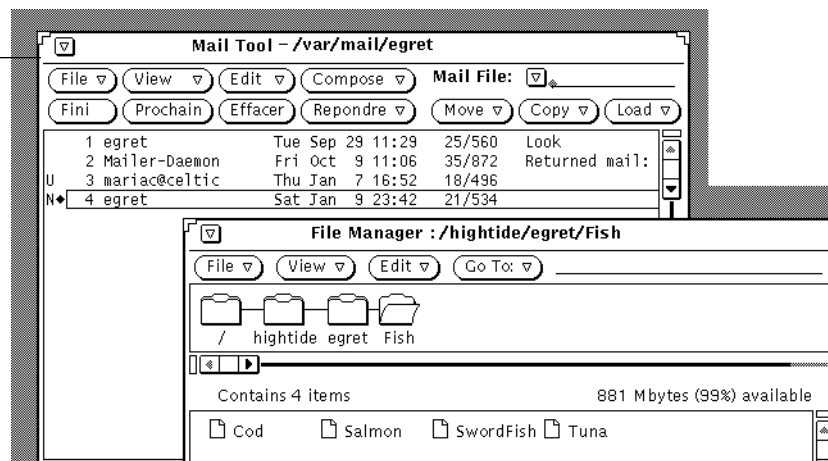 Mail Tool – /var/mail/egret
File View Edit Compose Mail File:
Fini Prochain Effacer Repondre Move Copy Load
1 egret Tue Sep 29 11:29 25/560 Look
2 Mailer-Daemon Fri Oct 9 11:06 35/872 Returned mail:
U 3 mariac@celtic Thu Jan 7 16:52 18/496
N◆ 4 egret Sat Jan 9 23:42 21/534
File Manager : /hightide/egret/Fish
File View Edit Go To:
/ hightide egret Fish
Contains 4 items 881 Mbytes (99%) available
Cod Salmon SwordFish Tuna